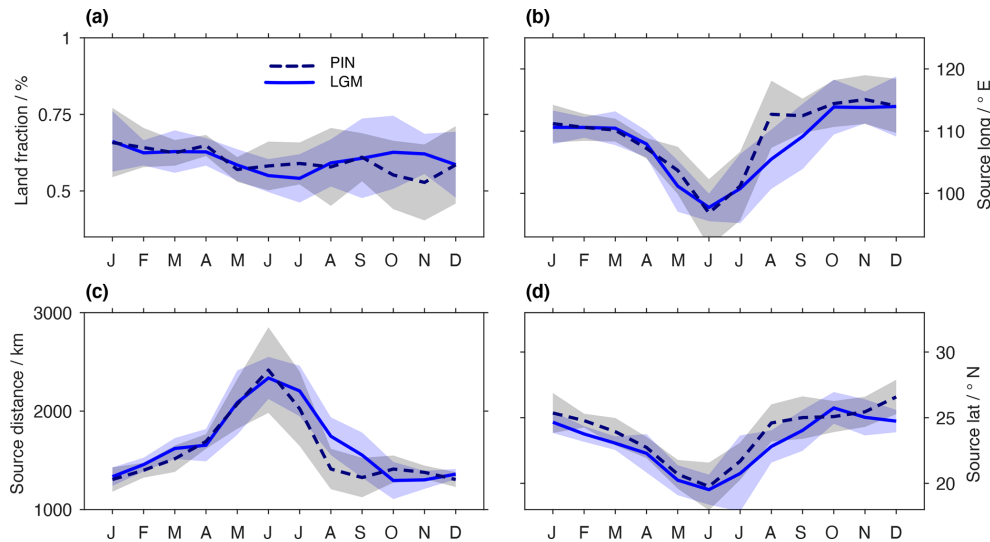 (a)
Land fraction / %
1
0.75
0.5
PIN
LGM
J F M A M J J A S O N D
(b)
Source long / ° E
120
110
100
J F M A M J J A S O N D
(c)
Source distance / km
3000
2000
1000
J F M A M J J A S O N D
(d)
Source lat / ° N
30
25
20
J F M A M J J A S O N D